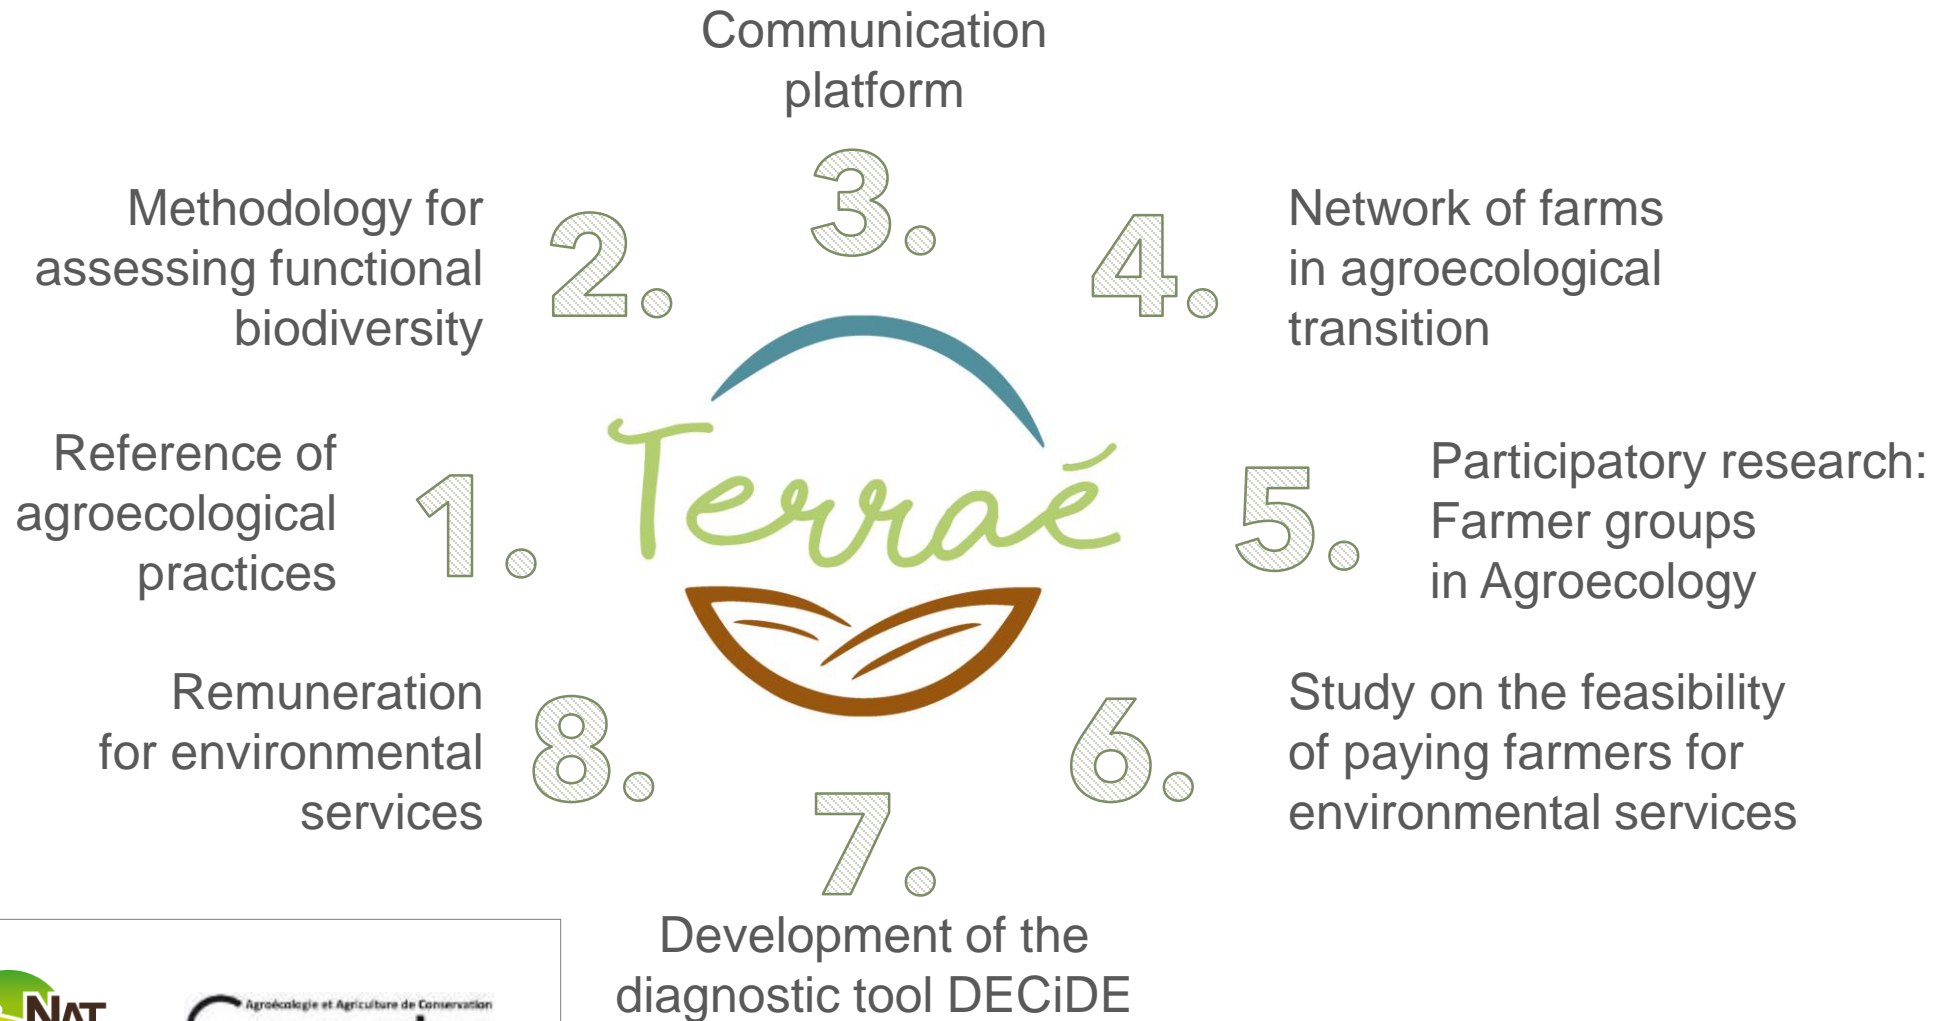 Communication
platform
3.
Methodology for
assessing functional
biodiversity
2.
4.
Network of farms
in agroecological
transition
Reference of
agroecological
practices
1.
Terraé
5.
Participatory research:
Farmer groups
in Agroecology
Remuneration
for environmental
services
8.
6.
Study on the feasibility
of paying farmers for
environmental services
7.
Development of the
diagnostic tool DECiDE
NAT
Agroécologie et Agriculture de Conservation